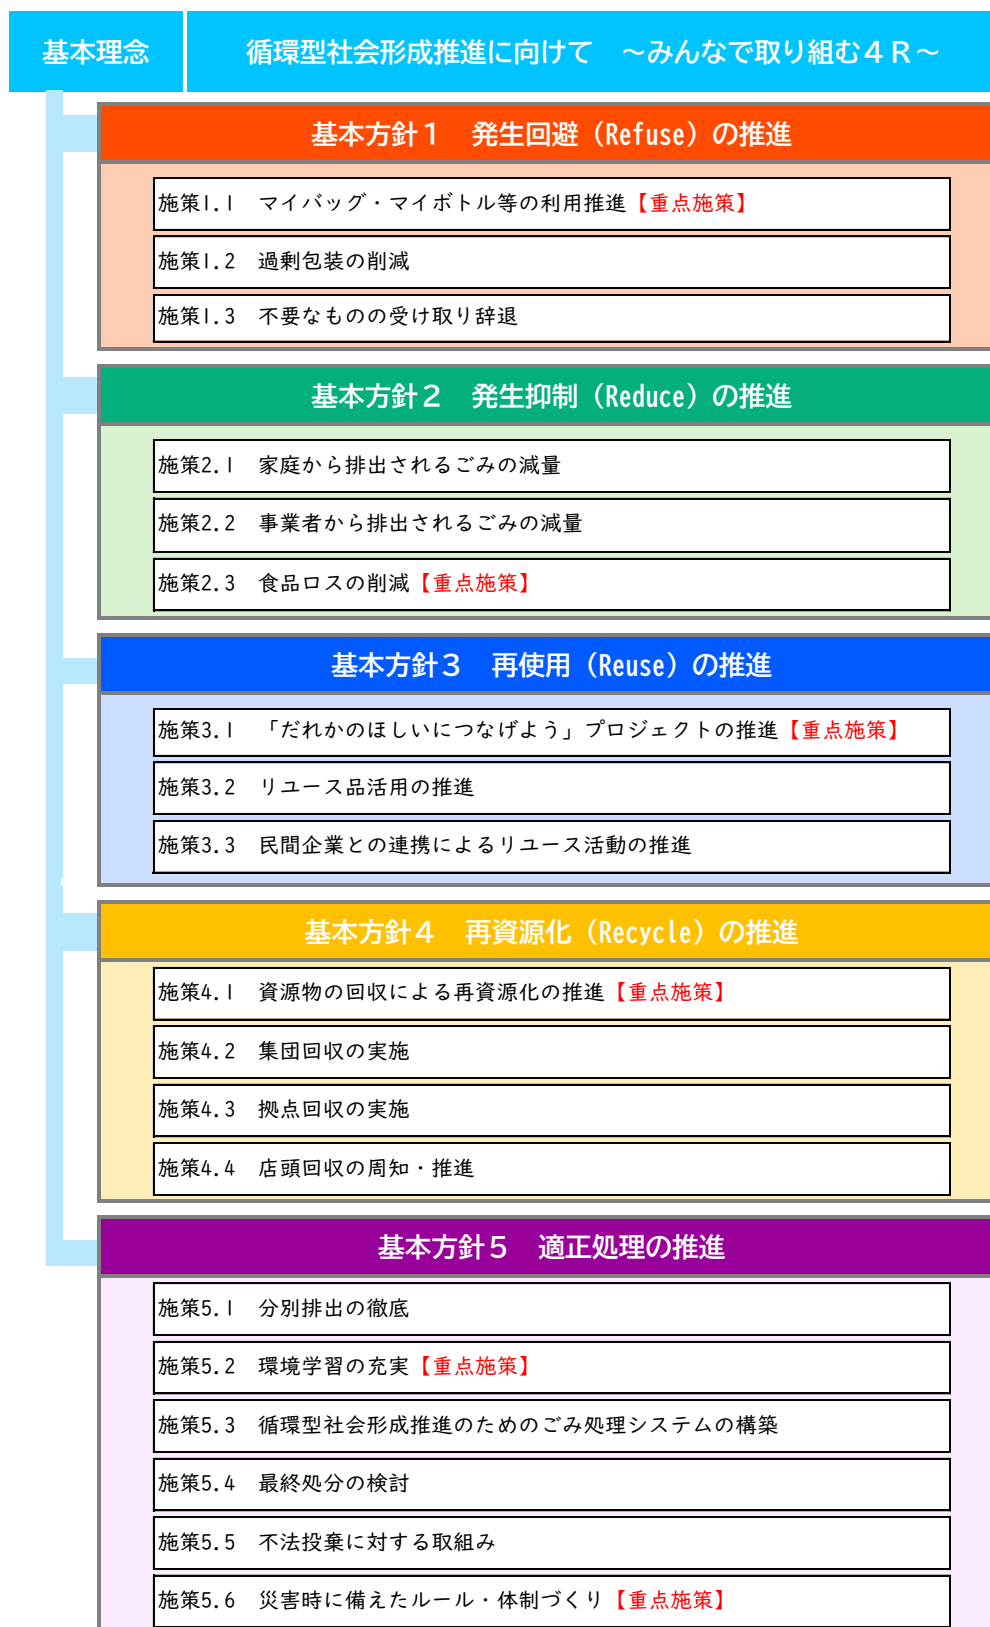 基本理念
循環型社会形成推進に向けて　～みんなで取り組む４Ｒ～
基本方針１　発生回避（Refuse）の推進
施策1.1　マイバッグ・マイボトル等の利用推進【重点施策】
施策1.2　過剰包装の削減
施策1.3　不要なものの受け取り辞退
基本方針２　発生抑制（Reduce）の推進
施策2.1　家庭から排出されるごみの減量
施策2.2　事業者から排出されるごみの減量
施策2.3　食品ロスの削減【重点施策】
基本方針３　再使用（Reuse）の推進
施策3.1　「だれかのほしいにつなげよう」プロジェクトの推進【重点施策】
施策3.2　リユース品活用の推進
施策3.3　民間企業との連携によるリユース活動の推進
基本方針４　再資源化（Recycle）の推進
施策4.1　資源物の回収による再資源化の推進【重点施策】
施策4.2　集団回収の実施
施策4.3　拠点回収の実施
施策4.4　店頭回収の周知・推進
基本方針５　適正処理の推進
施策5.1　分別排出の徹底
施策5.2　環境学習の充実【重点施策】
施策5.3　循環型社会形成推進のためのごみ処理システムの構築
施策5.4　最終処分の検討
施策5.5　不法投棄に対する取組み
施策5.6　災害時に備えたルール・体制づくり【重点施策】